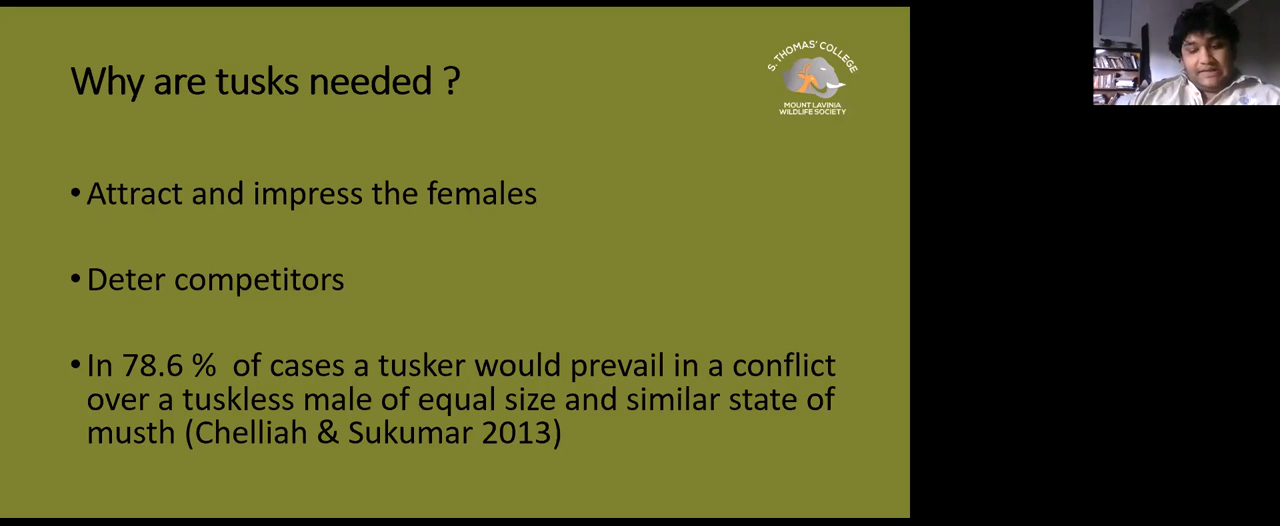 Why are tusks needed ?
S. THOMAS' COLLEGE
MOUNT LAVINIA
WILDLIFE SOCIETY
• Attract and impress the females
• Deter competitors
• In 78.6 %  of cases a tusker would prevail in a conflict
over a tuskless male of equal size and similar state of
musth (Chelliah & Sukumar 2013)